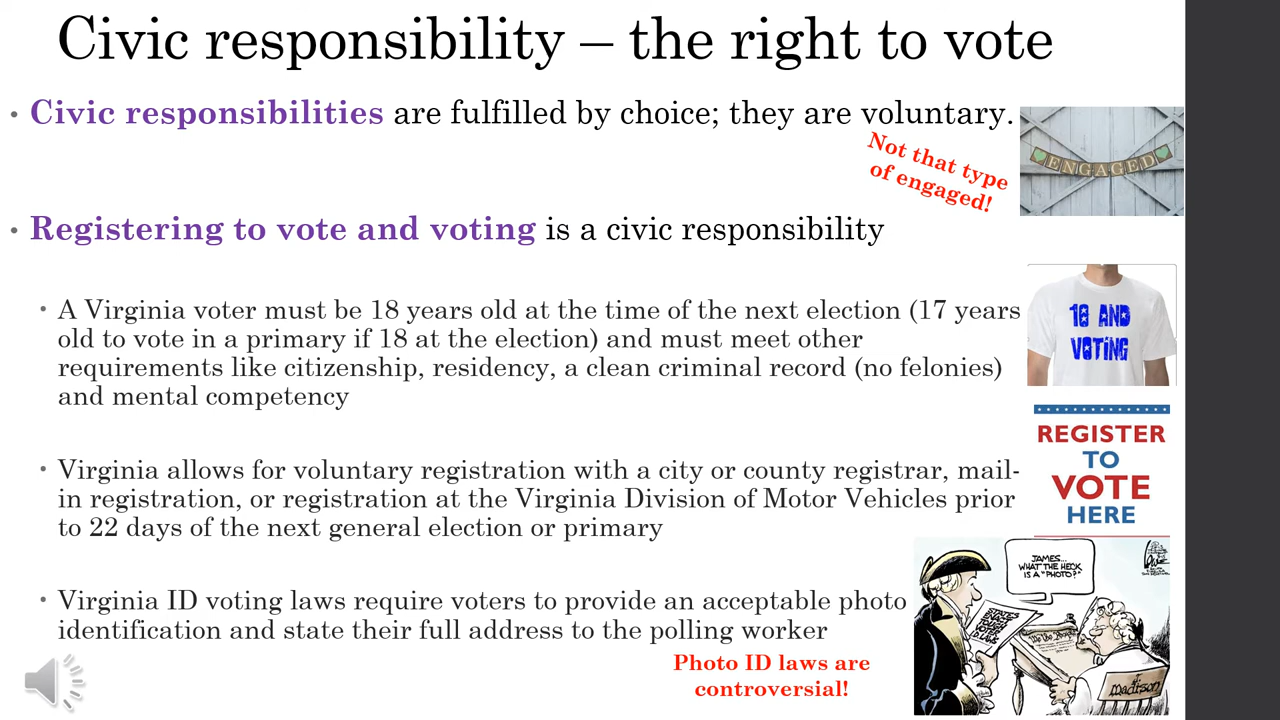 Civic responsibility – the right to vote
• Civic responsibilities are fulfilled by choice; they are voluntary.
Not that type
of engaged!
ENGAGED
• Registering to vote and voting is a civic responsibility
• A Virginia voter must be 18 years old at the time of the next election (17 years
old to vote in a primary if 18 at the election) and must meet other
requirements like citizenship, residency, a clean criminal record (no felonies)
and mental competency
18 AND
VOTING
• Virginia allows for voluntary registration with a city or county registrar, mail-
in registration, or registration at the Virginia Division of Motor Vehicles prior
to 22 days of the next general election or primary
REGISTER
TO
VOTE
HERE
• Virginia ID voting laws require voters to provide an acceptable photo
identification and state their full address to the polling worker
Photo ID laws are
controversial!
JAMES...
WHAT THE HECK
IS A "PHOTO?"
We the People
Madison